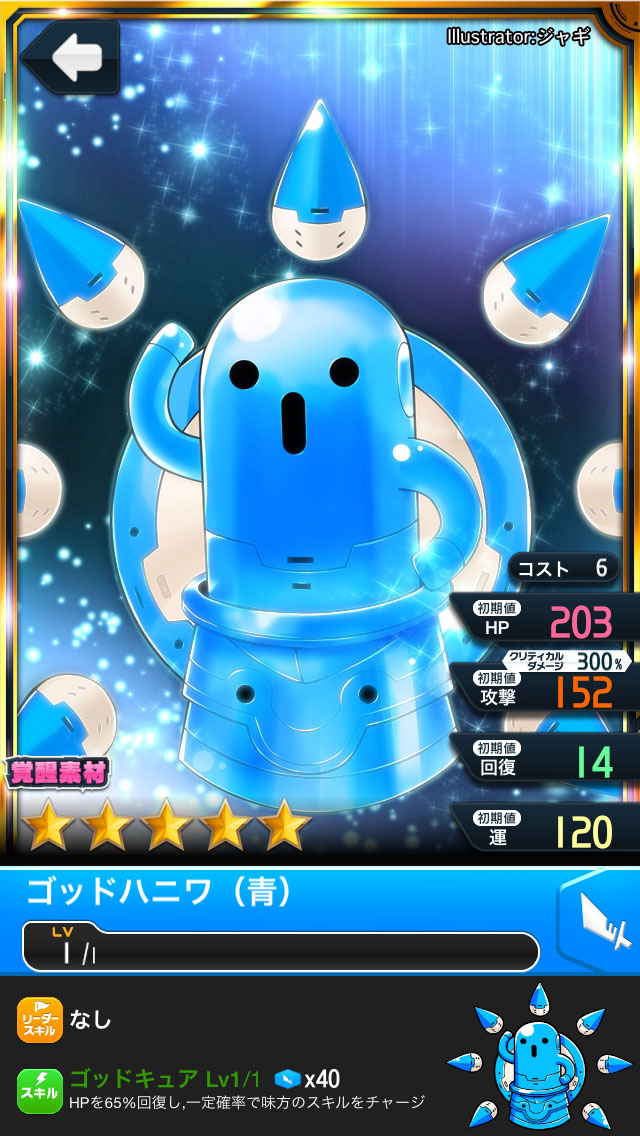 Illustrator:ジャギ
コスト 6
初期値
HP 203
クリティカル
ダメージ 300%
初期値
攻撃 152
初期値
回復 14
覚醒素材
初期値
運 120
ゴッドハニワ（青）
LV
1/1
リーダー
スキル なし
スキル ゴッドキュア Lv1/1 x40
HPを65%回復し,一定確率で味方のスキルをチャージ